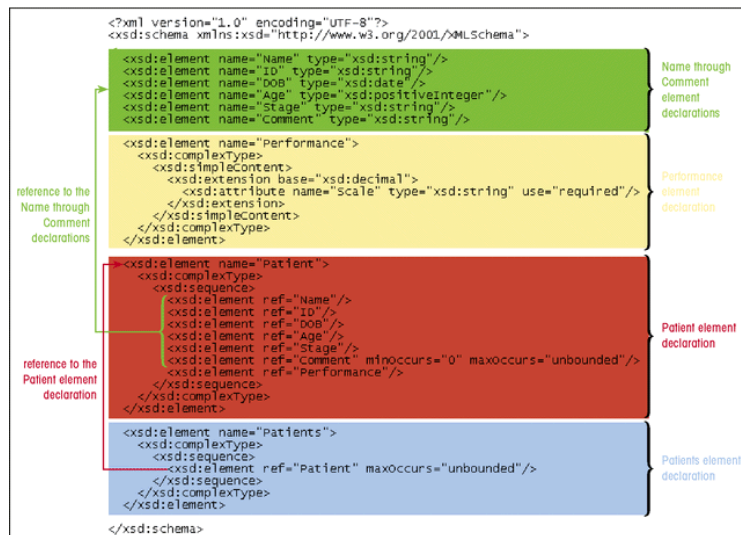 <?xml version="1.0" encoding="UTF-8"?>
<xsd:schema xmlns:xsd="http://www.w3.org/2001/XMLSchema">
<xsd:element name="Name" type="xsd:string"/>
<xsd:element name="ID" type="xsd:string"/>
<xsd:element name="DOB" type="xsd:date"/>
<xsd:element name="Age" type="xsd:positiveInteger"/>
<xsd:element name="Stage" type="xsd:string"/>
<xsd:element name="Comment" type="xsd:string"/>
Name through
Comment
element
declarations
<xsd:element name="Performance">
<xsd:complexType>
<xsd:simpleContent>
<xsd:extension base="xsd:decimal">
<xsd:attribute name="Scale" type="xsd:string" use="required"/>
</xsd:extension>
</xsd:simpleContent>
</xsd:complexType>
</xsd:element>
Performance
element
declaration
reference to the
Name through
Comment
declarations
<xsd:element name="Patient">
<xsd:complexType>
<xsd:sequence>
<xsd:element ref="Name"/>
<xsd:element ref="ID"/>
<xsd:element ref="DOB"/>
<xsd:element ref="Age"/>
<xsd:element ref="Stage"/>
<xsd:element ref="Comment" minOccurs="0" maxOccurs="unbounded"/>
<xsd:element ref="Performance"/>
</xsd:sequence>
</xsd:complexType>
</xsd:element>
Patient element
declaration
reference to the
Patient element
declaration
<xsd:element name="Patients">
<xsd:complexType>
<xsd:sequence>
<xsd:element ref="Patient" maxOccurs="unbounded"/>
</xsd:sequence>
</xsd:complexType>
</xsd:element>
Patients element
declaration
</xsd:schema>